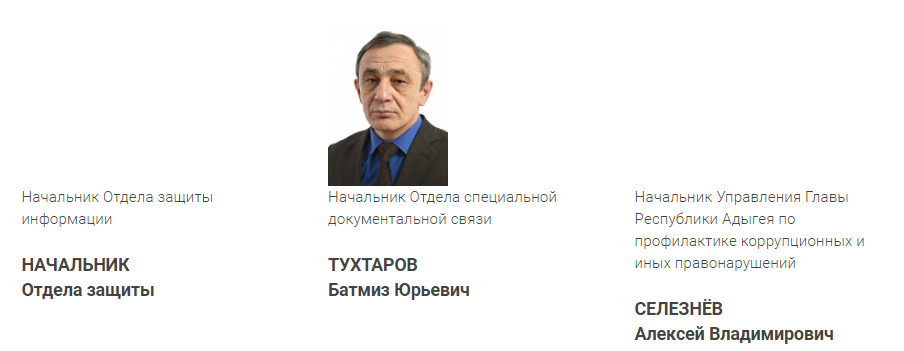 Начальник Отдела защиты
информации
НАЧАЛЬНИК
Отдела защиты
Начальник Отдела специальной
документальной связи
ТУХТАРОВ
Батмиз Юрьевич
Начальник Управления Главы
Республики Адыгея по
профилактике коррупционных и
иных правонарушений
СЕЛЕЗНЁВ
Алексей Владимирович